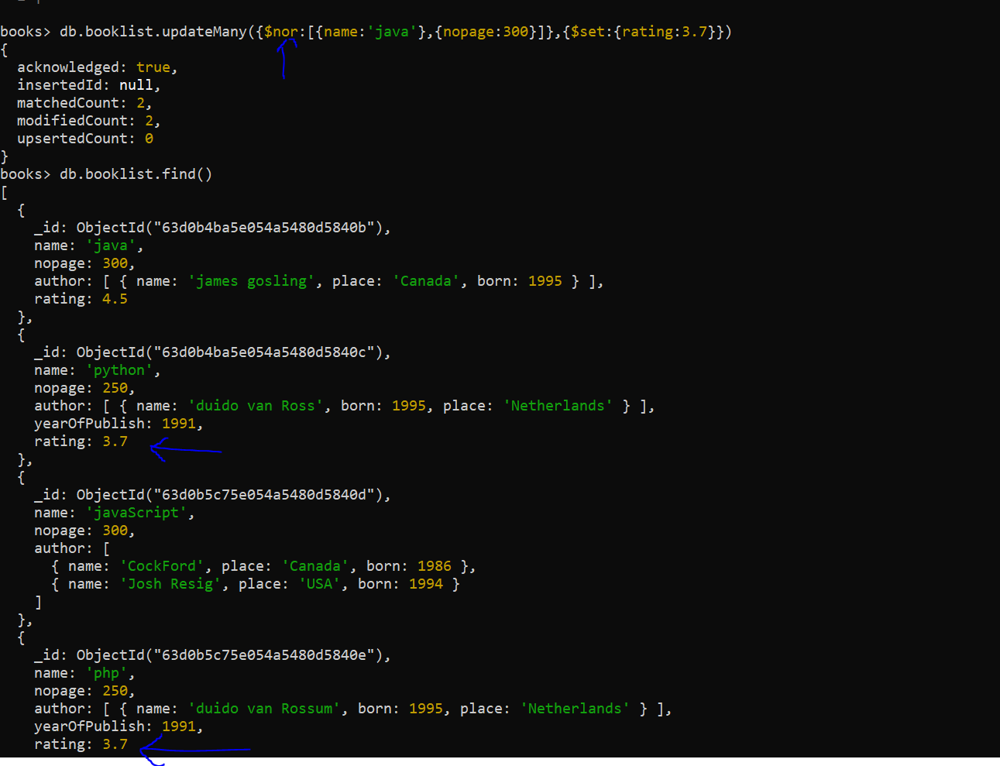 books> db.booklist.updateMany({$nor:[{name:'java'},{nopage:300}]},{$set:{rating:3.7}})
{
  acknowledged: true,
  insertedId: null,
  matchedCount: 2,
  modifiedCount: 2,
  upsertedCount: 0
}
books> db.booklist.find()
[
  {
    _id: ObjectId("63d0b4ba5e054a5480d5840b"),
    name: 'java',
    nopage: 300,
    author: [ { name: 'james gosling', place: 'Canada', born: 1995 } ],
    rating: 4.5
  },
  {
    _id: ObjectId("63d0b4ba5e054a5480d5840c"),
    name: 'python',
    nopage: 250,
    author: [ { name: 'duido van Ross', born: 1995, place: 'Netherlands' } ],
    yearOfPublish: 1991,
    rating: 3.7
  },
  {
    _id: ObjectId("63d0b5c75e054a5480d5840d"),
    name: 'javaScript',
    nopage: 300,
    author: [
      { name: 'CockFord', place: 'Canada', born: 1986 },
      { name: 'Josh Resig', place: 'USA', born: 1994 }
    ]
  },
  {
    _id: ObjectId("63d0b5c75e054a5480d5840e"),
    name: 'php',
    nopage: 250,
    author: [ { name: 'duido van Rossum', born: 1995, place: 'Netherlands' } ],
    yearOfPublish: 1991,
    rating: 3.7